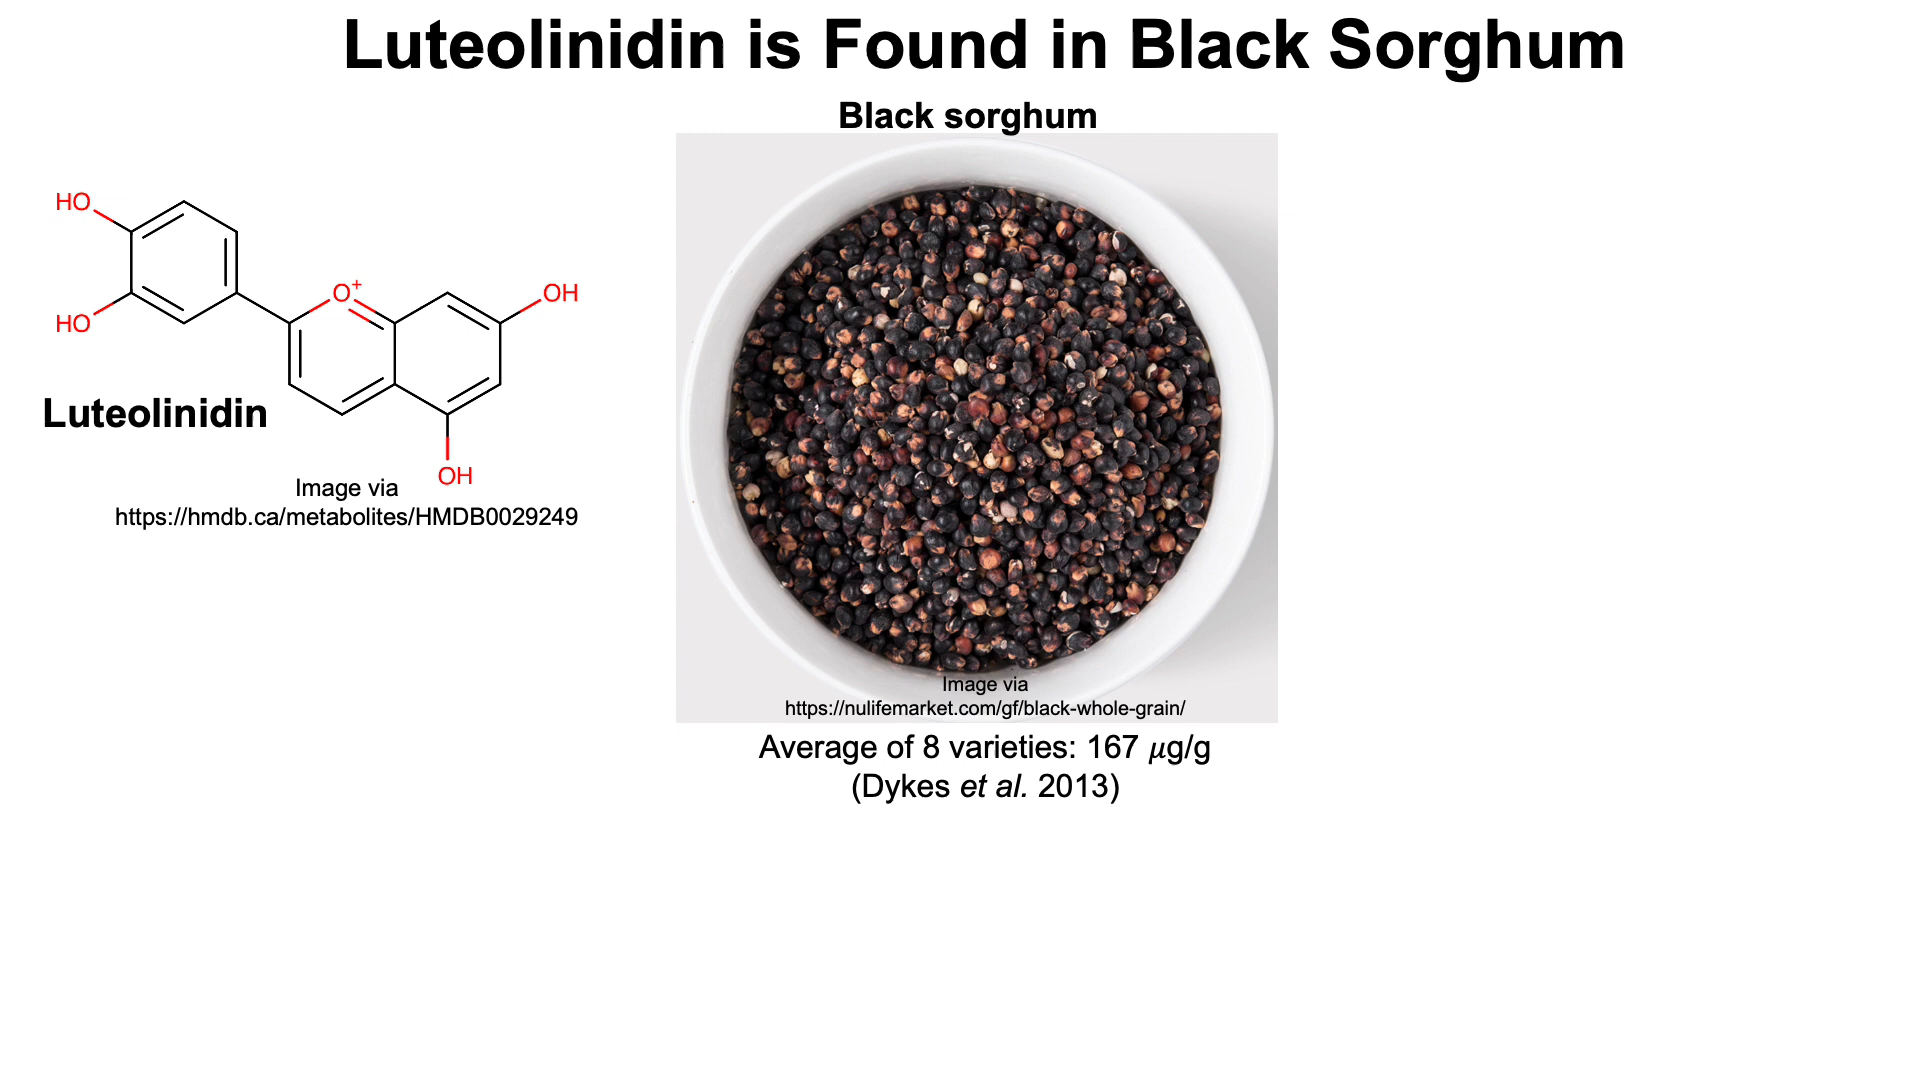 Luteolinidin is Found in Black Sorghum
Black sorghum
HO
HO
O+
OH
OH
Luteolinidin
Image via
https://hmdb.ca/metabolites/HMDB0029249
Image via
https://nulifemarket.com/gf/black-whole-grain/
Average of 8 varieties: 167 μg/g
(Dykes et al. 2013)